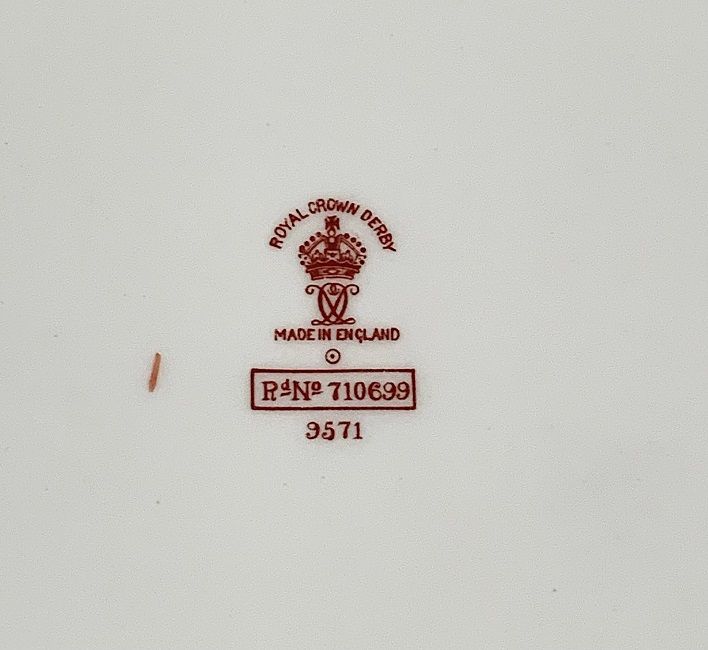 ROYAL CROWN DERBY
MADE IN ENGLAND
RdNo 710699
9571